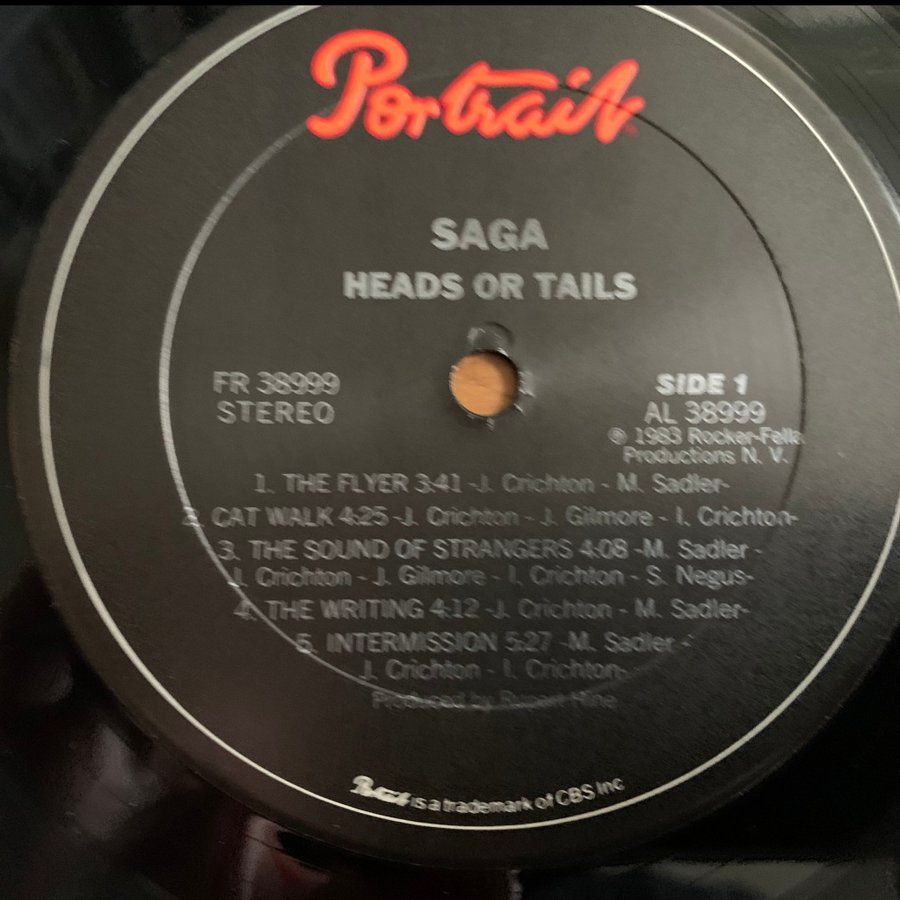 Portrait
SAGA
HEADS OR TAILS
FR 38999
STEREO
SIDE 1
AL 38999
℗ 1983 Rocker-Fella
Productions N. V.
1. THE FLYER 3:41 -J. Crichton - M. Sadler-
2. CAT WALK 4:25 -J. Crichton - J. Gilmore - I. Crichton-
3. THE SOUND OF STRANGERS 4:08 -M. Sadler -
J. Crichton - J. Gilmore - I. Crichton - S. Negus-
4. THE WRITING 4:12 -J. Crichton - M. Sadler-
5. INTERMISSION 5:27 -M. Sadler -
J. Crichton - I. Crichton-
Produced by Rupert Hine
Portrait is a trademark of CBS Inc